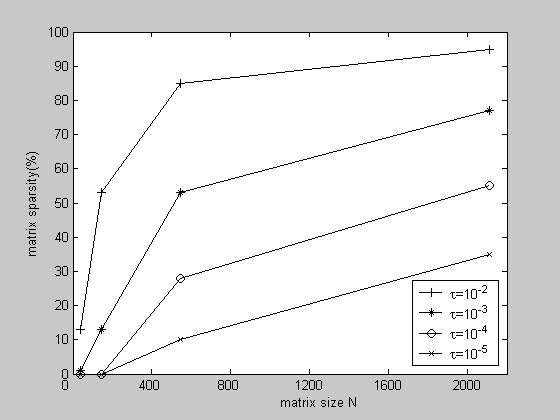 100
90
80
70
60
50
40
30
20
10
0
matrix sparsity(%)
τ=10⁻²
τ=10⁻³
τ=10⁻⁴
τ=10⁻⁵
0 400 800 1200 1600 2000
matrix size N